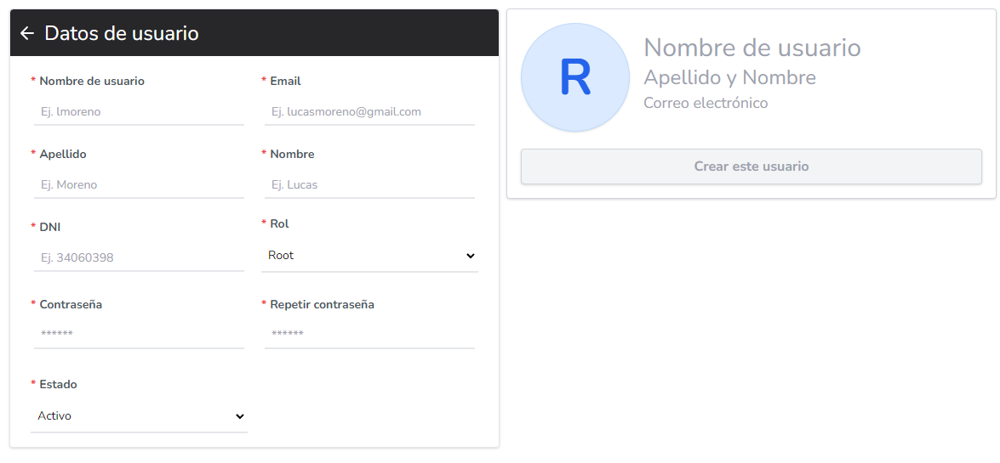 Datos de usuario
* Nombre de usuario
Ej. lmoreno
* Email
Ej. lucasmoreno@gmail.com
* Apellido
Ej. Moreno
* Nombre
Ej. Lucas
* DNI
Ej. 34060398
* Rol
Root
* Contraseña
******
* Repetir contraseña
******
* Estado
Activo
R
Nombre de usuario
Apellido y Nombre
Correo electrónico
Crear este usuario